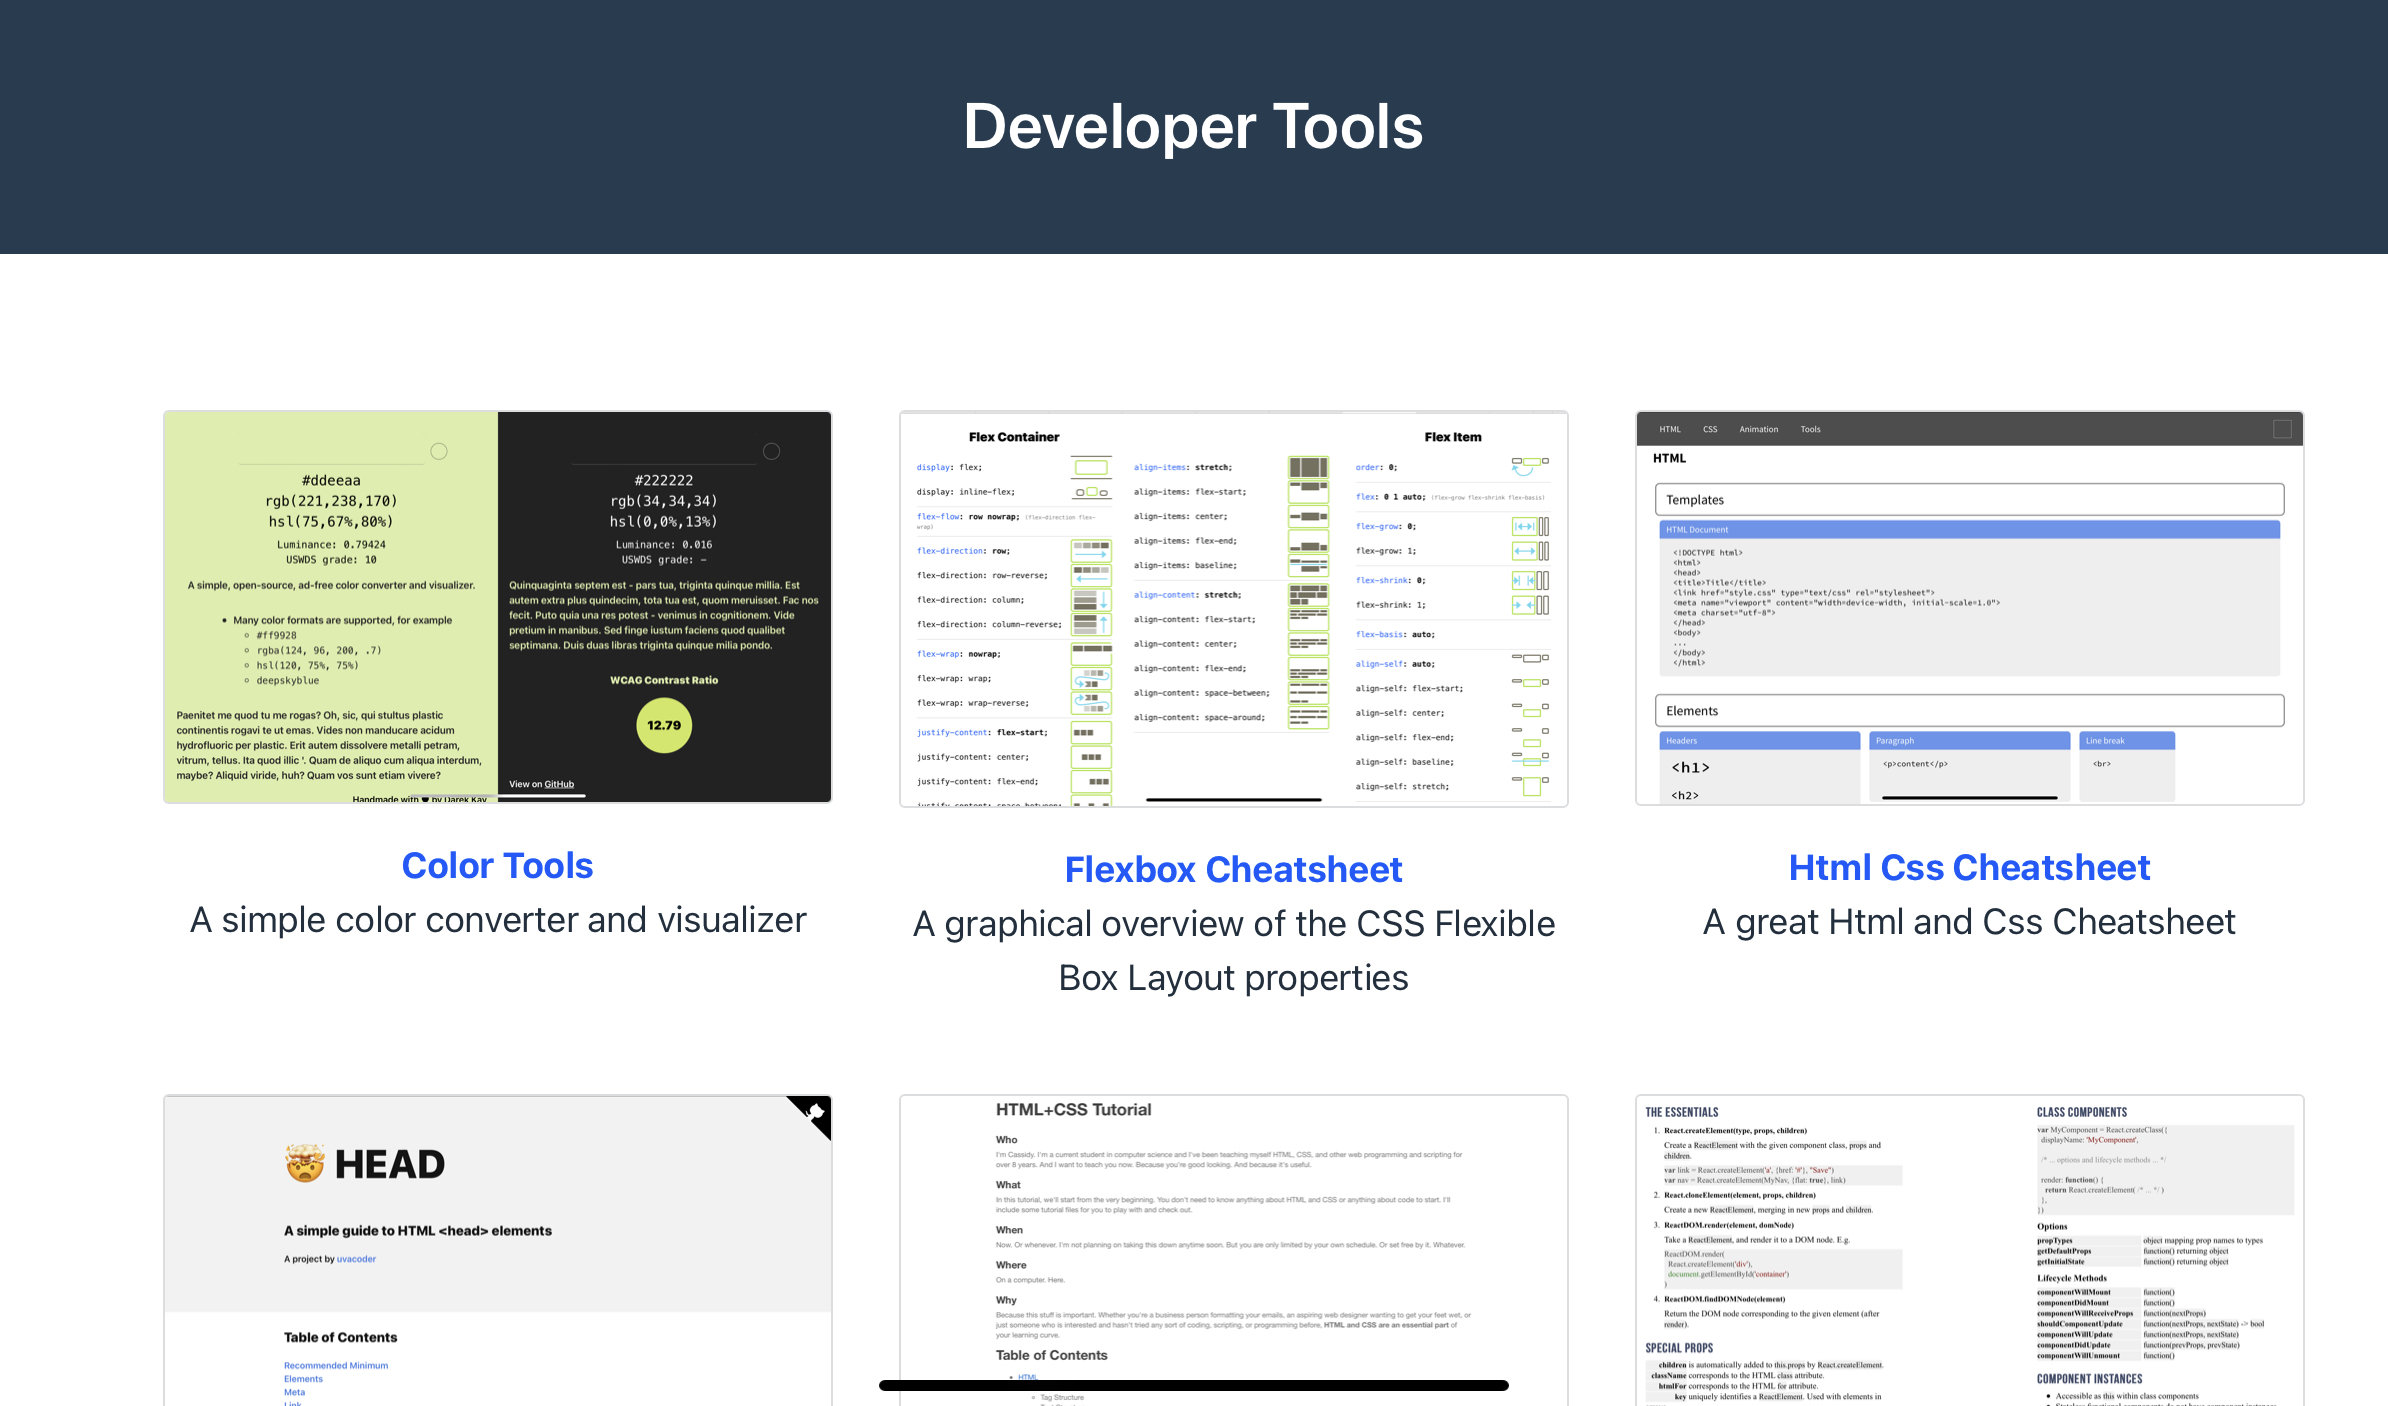 Developer Tools
#ddeeaa
rgb(221,238,170)
hsl(75,67%,80%)
Luminance: 0.79424
USWDS grade: 10
A simple, open-source, ad-free color converter and visualizer.
Many color formats are supported, for example
#ff9928
rgba(124, 96, 200, .7)
hsl(120, 75%, 75%)
deepskyblue
Paenitet me quod tu me rogas? Oh, sic, qui stultus plastic
continentis rogavi te ut emas. Vides non manducare acidum
hydrofluoric per plastic. Erit autem dissolvere metalli petram,
vitrum, tellus. Ita quod illic '. Quam de aliquo cum aliqua interdum,
maybe? Aliquid viride, huh? Quam vos sunt etiam vivere?
Handmade with ♥ by Darek Kay
#222222
rgb(34,34,34)
hsl(0,0%,13%)
Luminance: 0.016
USWDS grade: –
Quinquaginta septem est - pars tua, triginta quinque millia. Est
autem extra plus quindecim, tota tua est, quom meruisset. Fac nos
fecit. Puto quia una res potest - venimus in cognitionem. Vide
pretium in manibus. Sed finge iustum faciens quod qualibet
septimana. Duis duas libras triginta quinque milia pondo.
WCAG Contrast Ratio
12.79
View on GitHub
Color Tools
A simple color converter and visualizer
Flex Container
display: flex;
display: inline-flex;
flex-flow: row nowrap; (flex-direction flex-
wrap)
flex-direction: row;
flex-direction: row-reverse;
flex-direction: column;
flex-direction: column-reverse;
flex-wrap: nowrap;
flex-wrap: wrap;
flex-wrap: wrap-reverse;
justify-content: flex-start;
justify-content: center;
justify-content: flex-end;
justify-content: space-between;
align-items: stretch;
align-items: flex-start;
align-items: center;
align-items: flex-end;
align-items: baseline;
align-content: stretch;
align-content: flex-start;
align-content: center;
align-content: flex-end;
align-content: space-between;
align-content: space-around;
Flex Item
order: 0;
flex: 0 1 auto; (flex-grow flex-shrink flex-basis)
flex-grow: 0;
flex-grow: 1;
flex-shrink: 0;
flex-shrink: 1;
flex-basis: auto;
align-self: auto;
align-self: flex-start;
align-self: center;
align-self: flex-end;
align-self: baseline;
align-self: stretch;
Flexbox Cheatsheet
A graphical overview of the CSS Flexible
Box Layout properties
HTML CSS Animation Tools
HTML
Templates
HTML Document
<!DOCTYPE html>
<html>
<head>
<title>Title</title>
<link href="style.css" type="text/css" rel="stylesheet">
<meta name="viewport" content="width=device-width, initial-scale=1.0">
<meta charset="utf-8">
</head>
<body>
...
</body>
</html>
Elements
Headers
<h1>
<h2>
Paragraph
<p>content</p>
Line break
<br>
Html Css Cheatsheet
A great Html and Css Cheatsheet
🤯 HEAD
A simple guide to HTML <head> elements
A project by uvacoder
Table of Contents
Recommended Minimum
Elements
Meta
Link
HTML+CSS Tutorial
Who
I'm Cassidy. I'm a current student in computer science and I've been teaching myself HTML, CSS, and other web programming and scripting for
over 8 years. And I want to teach you now. Because you're good looking. And because it's useful.
What
In this tutorial, we'll start from the very beginning. You don't need to know anything about HTML and CSS or anything about code to start. I'll
include some tutorial files for you to play with and check out.
When
Now. Or whenever. I'm not planning on taking this down anytime soon. But you are only limited by your own schedule. Or set free by it. Whatever.
Where
On a computer. Here.
Why
Because this stuff is important. Whether you're a business person formatting your emails, an aspiring web designer wanting to get your feet wet, or
just someone who is interested and hasn't tried any sort of coding, scripting, or programming before, HTML and CSS are an essential part of
your learning curve.
Table of Contents
HTML
Tag Structure
THE ESSENTIALS
1. React.createElement(type, props, children)
Create a ReactElement with the given component class, props and
children.
var link = React.createElement('a', {href: '#'}, "Save")
var nav = React.createElement(MyNav, {flat: true}, link)
2. React.cloneElement(element, props, children)
Create a new ReactElement, merging in new props and children.
3. ReactDOM.render(element, domNode)
Take a ReactElement, and render it to a DOM node. E.g.
ReactDOM.render(
React.createElement('div'),
document.getElementById('container')
)
4. ReactDOM.findDOMNode(element)
Return the DOM node corresponding to the given element (after
render).
SPECIAL PROPS
children is automatically added to this.props by React.createElement.
className corresponds to the HTML class attribute.
htmlFor corresponds to the HTML for attribute.
key uniquely identifies a ReactElement. Used with elements in
CLASS COMPONENTS
var MyComponent = React.createClass({
displayName: 'MyComponent',
/* ... options and lifecycle methods ... */
render: function() {
return React.createElement( /* ... */ )
},
})
Options
propTypes object mapping prop names to types
getDefaultProps function() returning object
getInitialState function() returning object
Lifecycle Methods
componentWillMount function()
componentDidMount function()
componentWillReceiveProps function(nextProps)
shouldComponentUpdate function(nextProps, nextState) -> bool
componentWillUpdate function(nextProps, nextState)
componentDidUpdate function(prevProps, prevState)
componentWillUnmount function()
COMPONENT INSTANCES
Accessible as this within class components